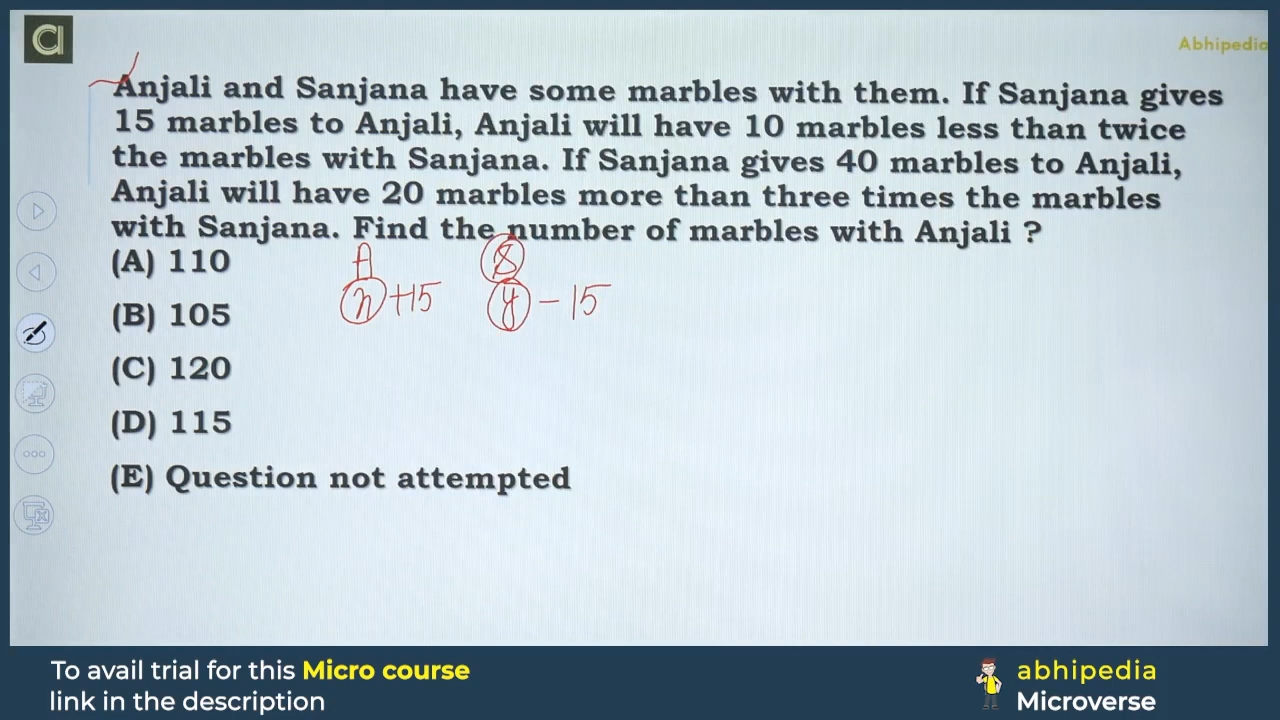 a
Abhipedia
Anjali and Sanjana have some marbles with them. If Sanjana gives
15 marbles to Anjali, Anjali will have 10 marbles less than twice
the marbles with Sanjana. If Sanjana gives 40 marbles to Anjali,
Anjali will have 20 marbles more than three times the marbles
with Sanjana. Find the number of marbles with Anjali ?
(A) 110
A S
(B) 105
x +15 y - 15
(C) 120
(D) 115
(E) Question not attempted
To avail trial for this Micro course
link in the description
abhipedia
Microverse